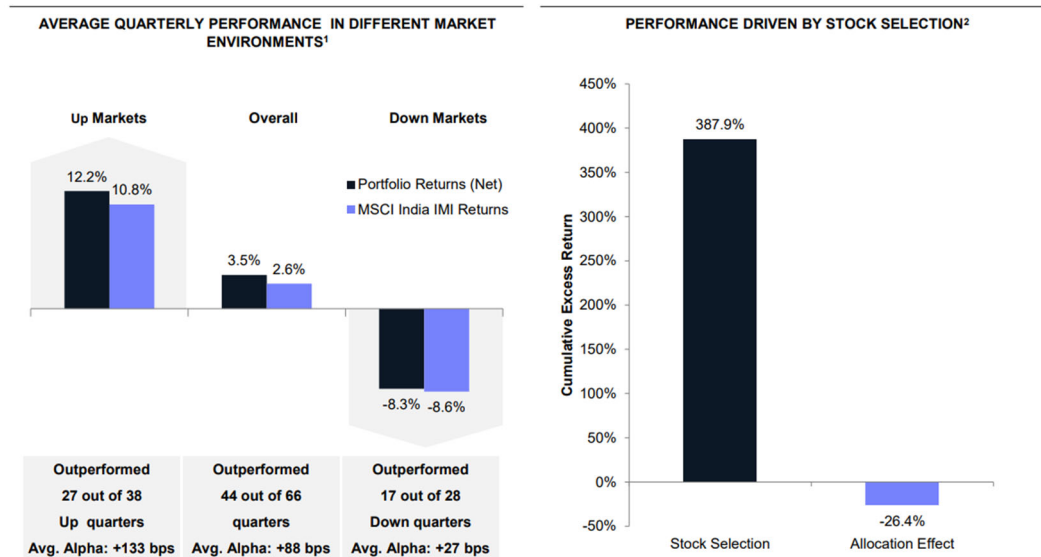 AVERAGE QUARTERLY PERFORMANCE IN DIFFERENT MARKET
ENVIRONMENTS¹
Up Markets
Overall
Down Markets
12.2%
10.8%
3.5%
2.6%
-8.3%
-8.6%
Portfolio Returns (Net)
MSCI India IMI Returns
Outperformed
27 out of 38
Up quarters
Avg. Alpha: +133 bps
Outperformed
44 out of 66
quarters
Avg. Alpha: +88 bps
Outperformed
17 out of 28
Down quarters
Avg. Alpha: +27 bps
PERFORMANCE DRIVEN BY STOCK SELECTION²
Cumulative Excess Return
450%
400%
350%
300%
250%
200%
150%
100%
50%
0%
-50%
387.9%
-26.4%
Stock Selection
Allocation Effect